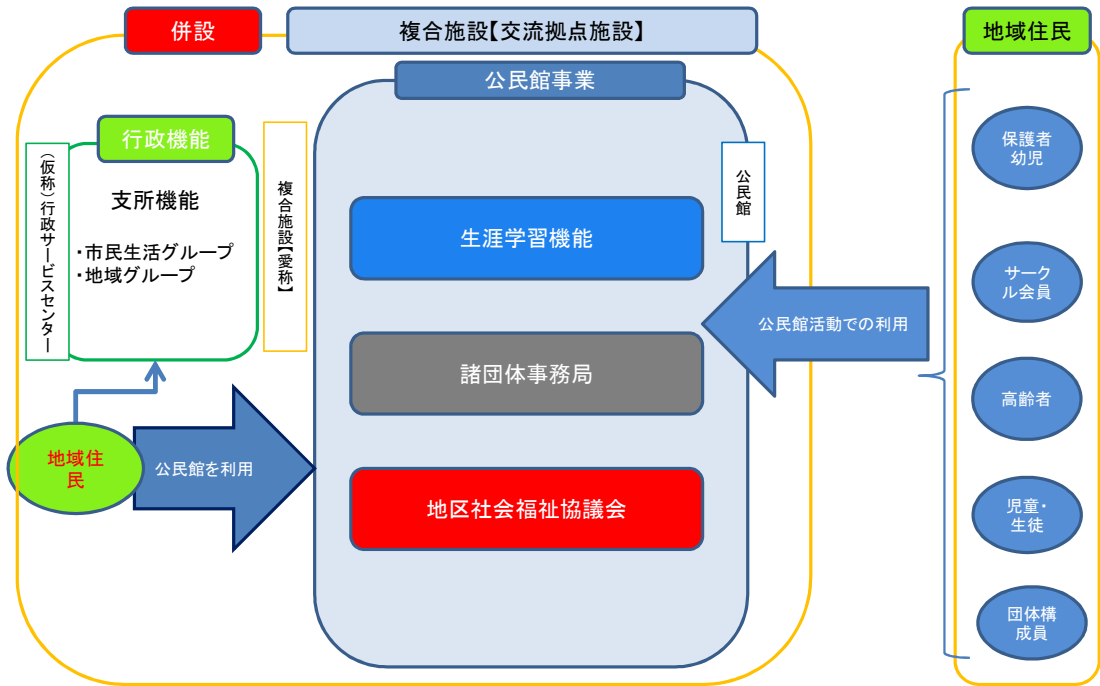 併設
複合施設【交流拠点施設】
地域住民
公民館事業
行政機能
(仮称)行政サービスセンター
支所機能
・市民生活グループ
・地域グループ
複合施設【愛称】
公民館
生涯学習機能
諸団体事務局
地区社会福祉協議会
公民館活動での利用
地域住
民
公民館を利用
保護者
幼児
サーク
ル会員
高齢者
児童・
生徒
団体構
成員